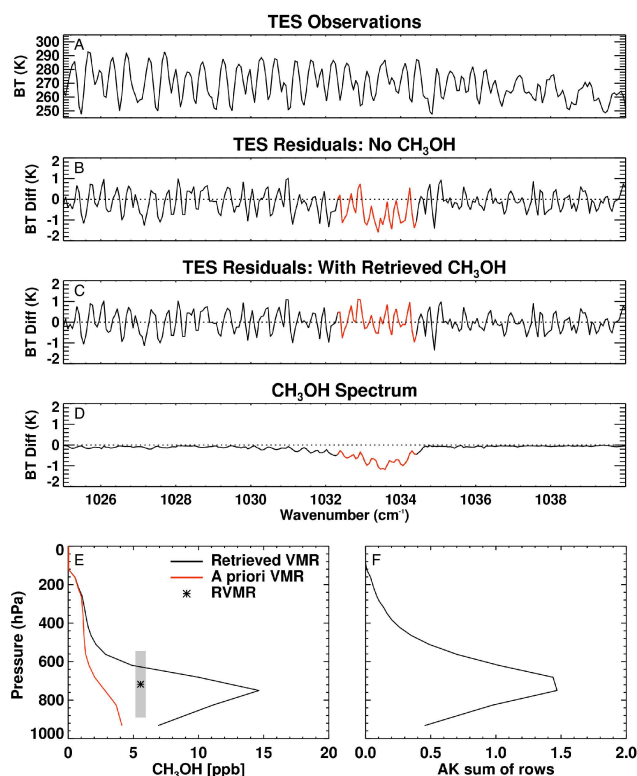 TES Observations
A
BT (K)
300
290
280
270
260
250
TES Residuals: No CH₃OH
B
BT Diff (K)
2
1
0
-1
-2
TES Residuals: With Retrieved CH₃OH
C
BT Diff (K)
2
1
0
-1
-2
CH₃OH Spectrum
D
BT Diff (K)
2
1
0
-1
-2
1026 1028 1030 1032 1034 1036 1038
Wavenumber (cm⁻¹)
E
Retrieved VMR
A priori VMR
RVMR
Pressure (hPa)
0
200
400
600
800
1000
0 5 10 15 20
CH₃OH [ppb]
F
0.0 0.5 1.0 1.5 2.0
AK sum of rows